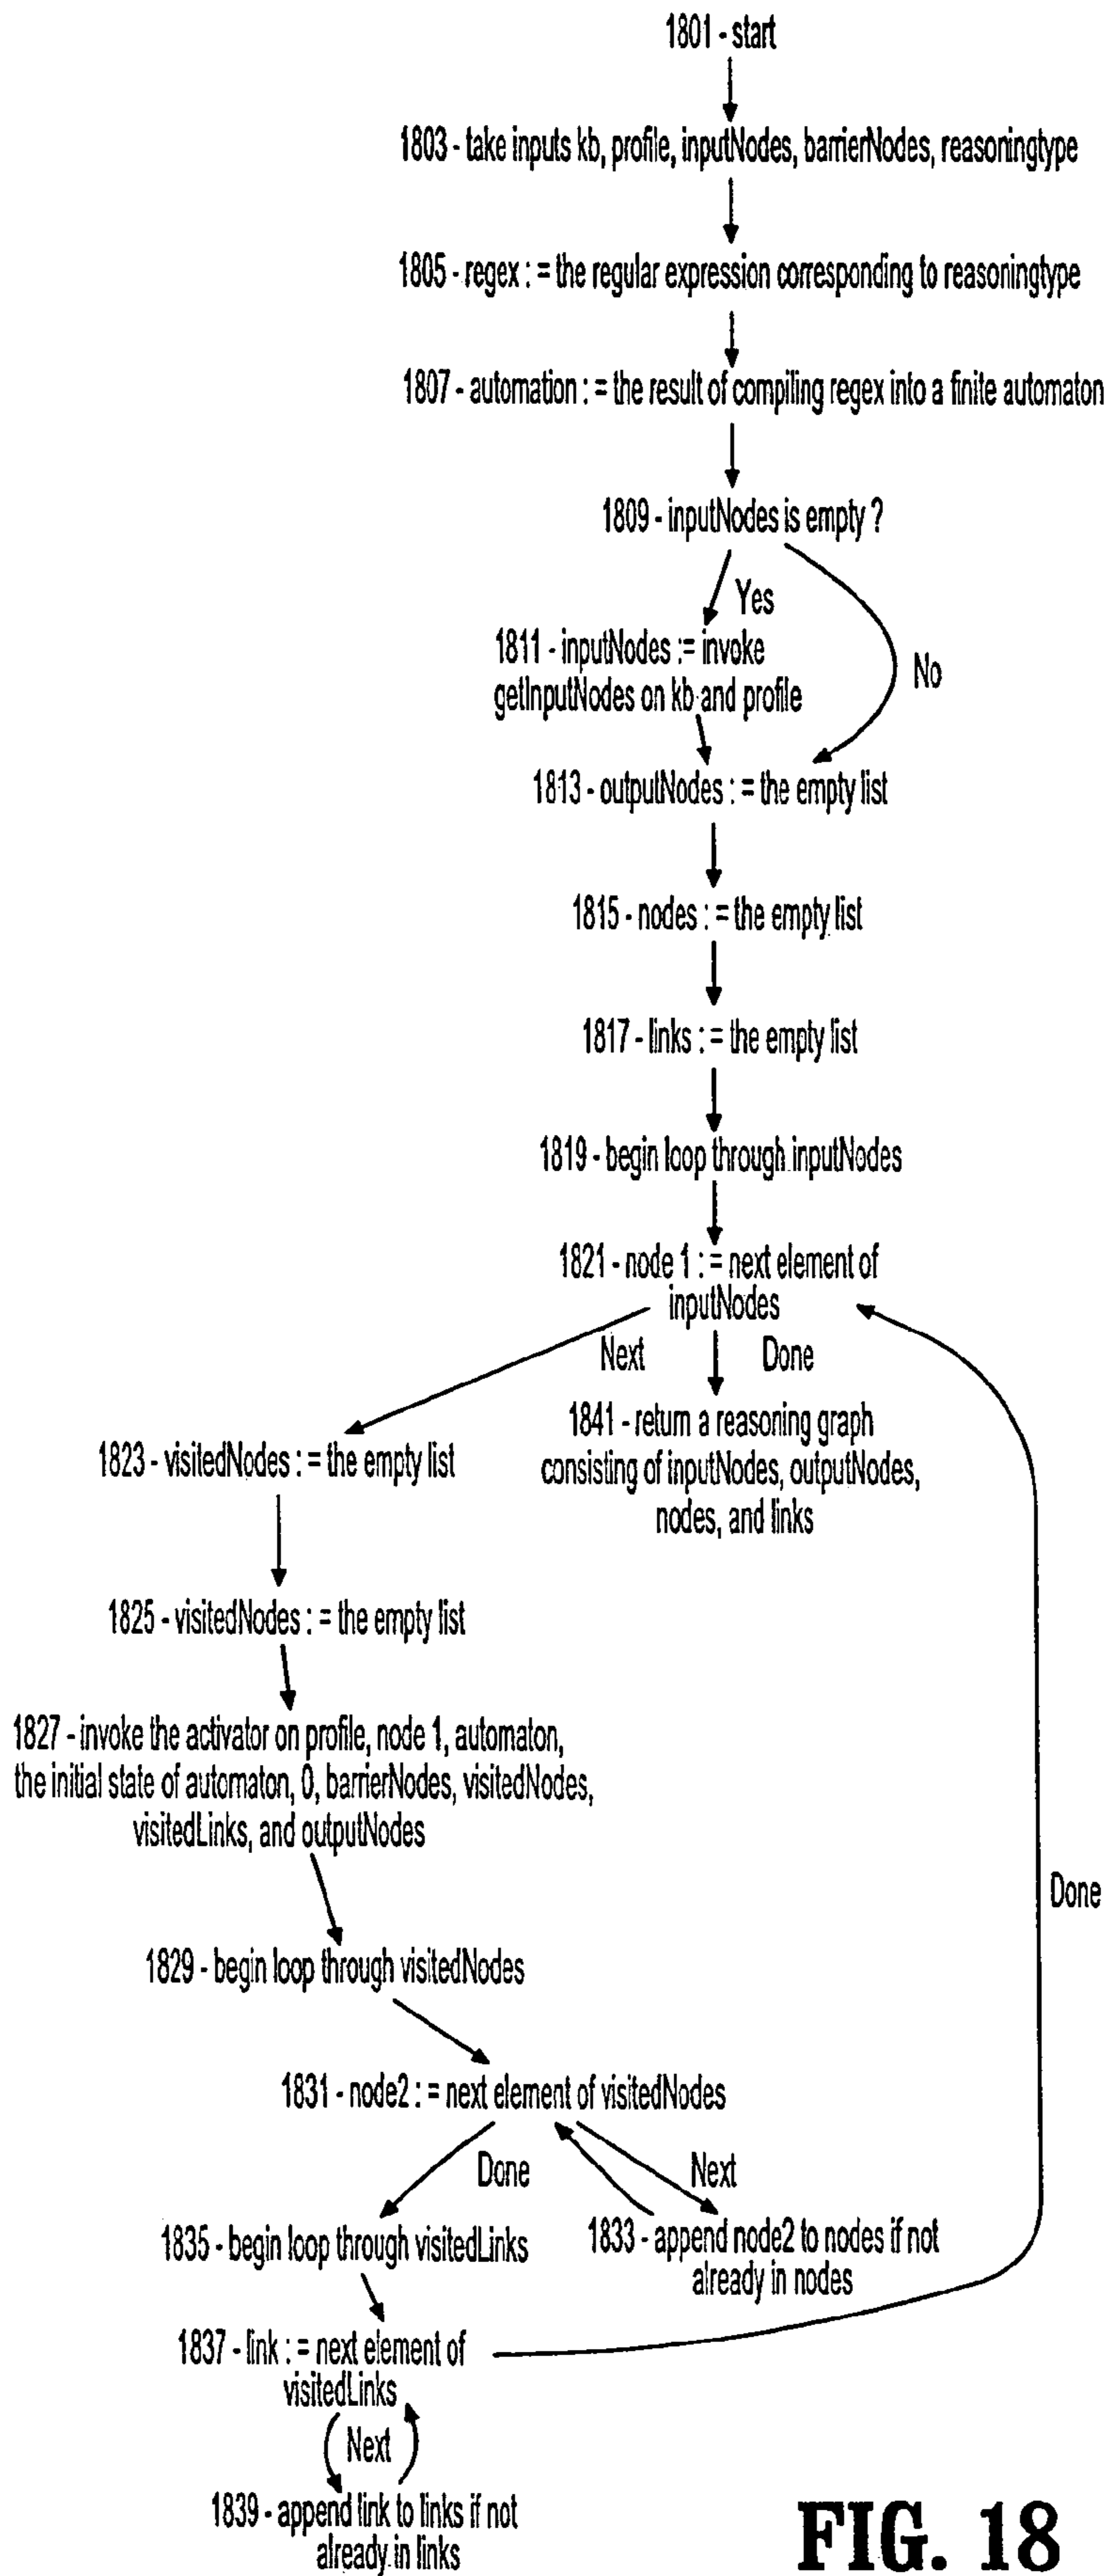 1801 - start
1803 - take inputs kb, profile, inputNodes, barrierNodes, reasoningtype
1805 - regex : = the regular expression corresponding to reasoningtype
1807 - automation : = the result of compiling regex into a finite automaton
1809 - inputNodes is empty ?
Yes
No
1811 - inputNodes := invoke
getInputNodes on kb and profile
1813 - outputNodes : = the empty list
1815 - nodes : = the empty list
1817 - links : = the empty list
1819 - begin loop through inputNodes
1821 - node 1 : = next element of
inputNodes
Next
Done
1841 - return a reasoning graph
consisting of inputNodes, outputNodes,
nodes, and links
1823 - visitedNodes : = the empty list
1825 - visitedNodes : = the empty list
1827 - invoke the activator on profile, node 1, automaton,
the initial state of automaton, 0, barrierNodes, visitedNodes,
visitedLinks, and outputNodes
Done
1829 - begin loop through visitedNodes
1831 - node2 : = next element of visitedNodes
Done
Next
1835 - begin loop through visitedLinks
1833 - append node2 to nodes if not
already in nodes
1837 - link : = next element of
visitedLinks
Next
1839 - append link to links if not
already in links
FIG. 18